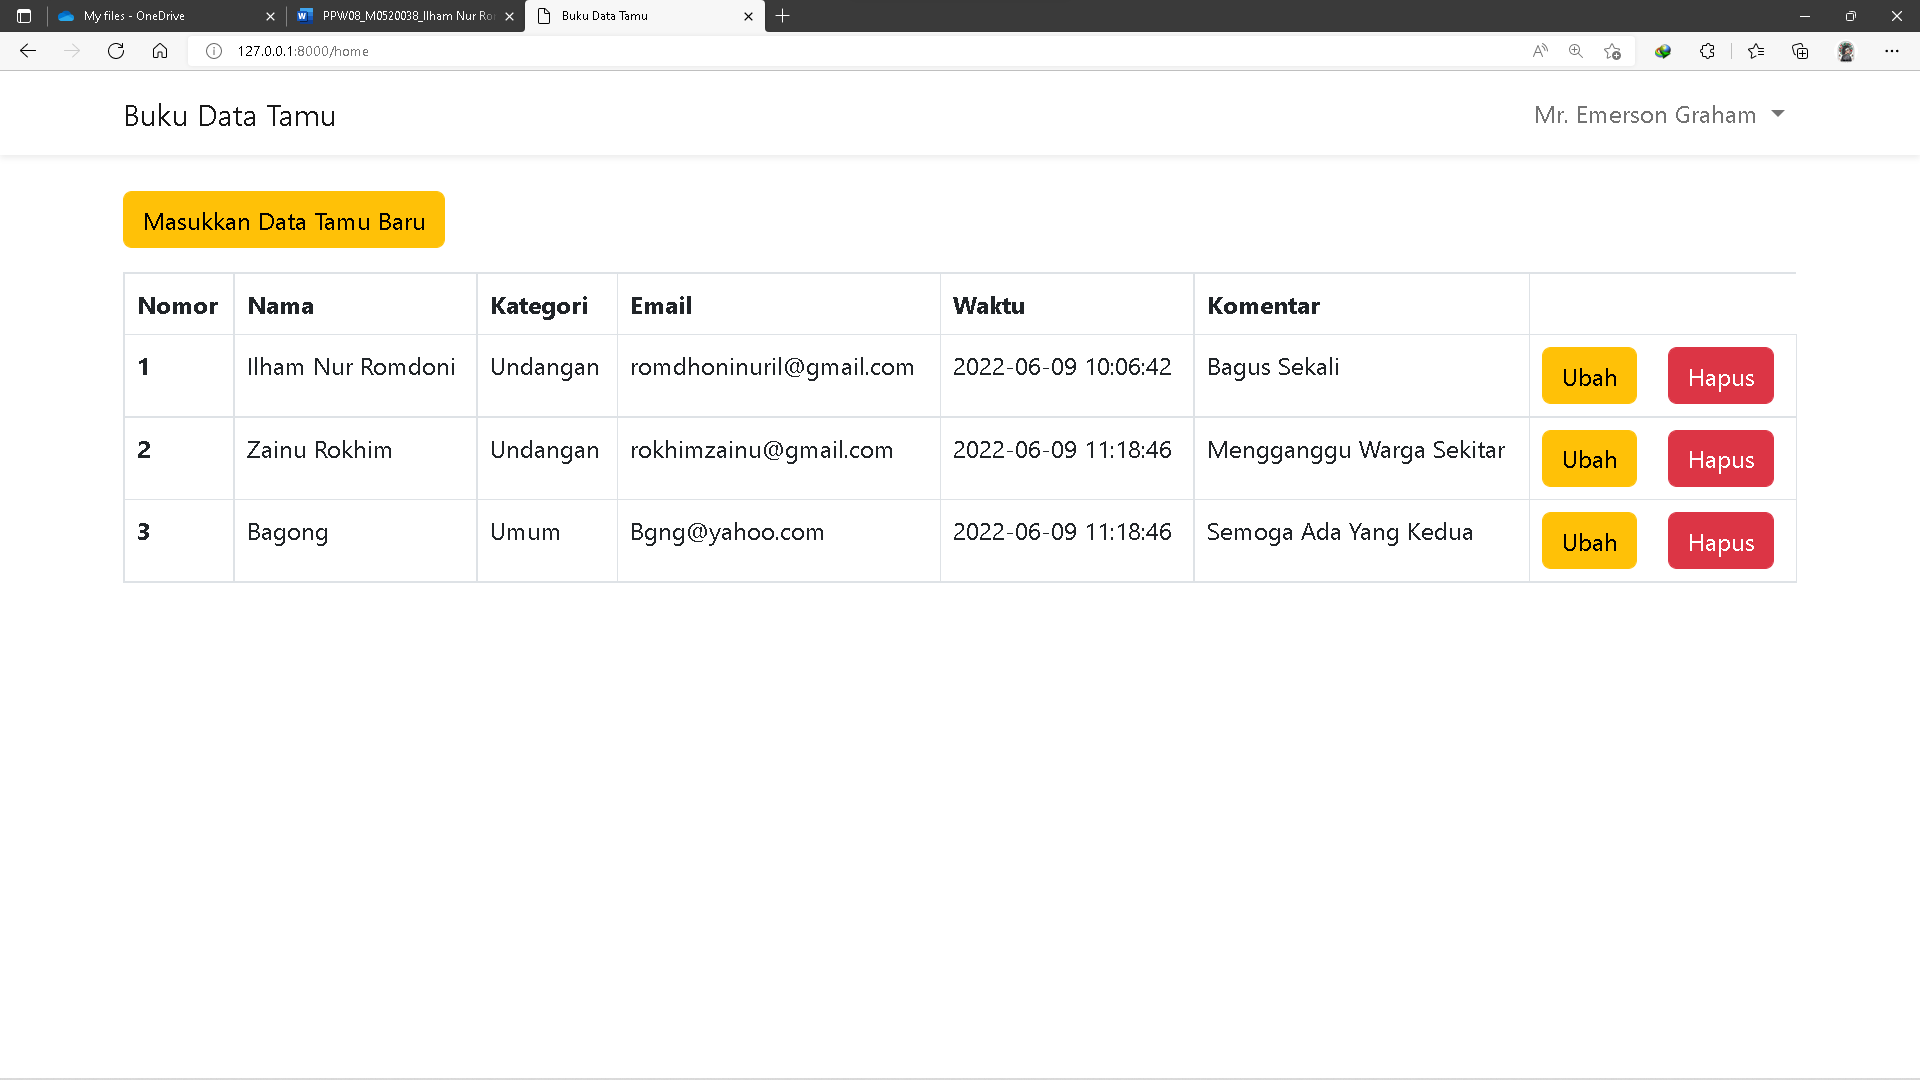 My files - OneDrive
PPW08_M0520038_Ilham Nur Ro
Buku Data Tamu
127.0.0.1:8000/home
Buku Data Tamu
Mr. Emerson Graham
Masukkan Data Tamu Baru
Nomor Nama Kategori Email Waktu Komentar
1 Ilham Nur Romdoni Undangan romdhoninuril@gmail.com 2022-06-09 10:06:42 Bagus Sekali Ubah Hapus
2 Zainu Rokhim Undangan rokhimzainu@gmail.com 2022-06-09 11:18:46 Mengganggu Warga Sekitar Ubah Hapus
3 Bagong Umum Bgng@yahoo.com 2022-06-09 11:18:46 Semoga Ada Yang Kedua Ubah Hapus